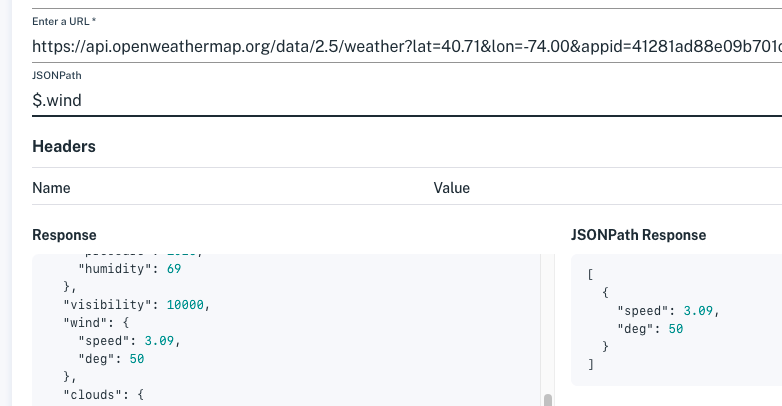 Enter a URL *
https://api.openweathermap.org/data/2.5/weather?lat=40.71&lon=-74.00&appid=41281ad88e09b701
JSONPath
$.wind
Headers
Name Value
Response JSONPath Response
"humidity": 69
},
"visibility": 10000,
"wind": {
"speed": 3.09,
"deg": 50
},
"clouds": {
[
{
"speed": 3.09,
"deg": 50
}
]